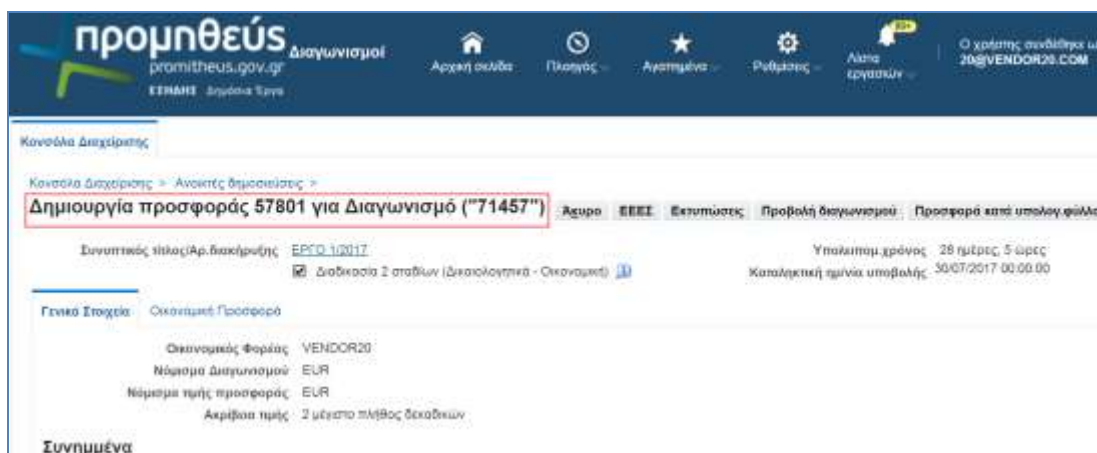 προμηθεύς
promitheus.gov.gr
ΕΣΗΔΗΣ Δημόσια Έργα
Διαγωνισμοί
Αρχική σελίδα
Πλοηγός
Αγαπημένα
Ρυθμίσεις
Λίστα εργασιών
Ο χρήστης συνδέθηκε ω
20@VENDOR20.COM
Κονσόλα Διαχείρισης
Κονσόλα Διαχείρισης > Ανοικτές δημοσιεύσεις >
Δημιουργία προσφοράς 57801 για Διαγωνισμό ("71457") Άκυρο ΕΕΕΣ Εκτυπώσεις Προβολή διαγωνισμού Προσφορά κατά υπολογ.φύλλο
Συνοπτικός τίτλος/Αρ.διακήρυξης ΕΡΓΟ 1/2017 Υπολειπομ.χρόνος 28 ημέρες, 5 ώρες
Διαδικασία 2 σταδίων (Δικαιολογητικά - Οικονομική) Καταληκτική ημ/νία υποβολής 30/07/2017 00:00:00
Γενικά Στοιχεία Οικονομική Προσφορά
Οικονομικός Φορέας VENDOR20
Νόμισμα Διαγωνισμού EUR
Νόμισμα τιμής προσφοράς EUR
Ακρίβεια τιμής 2 μέγιστο πλήθος δεκαδικών
Συνημμένα